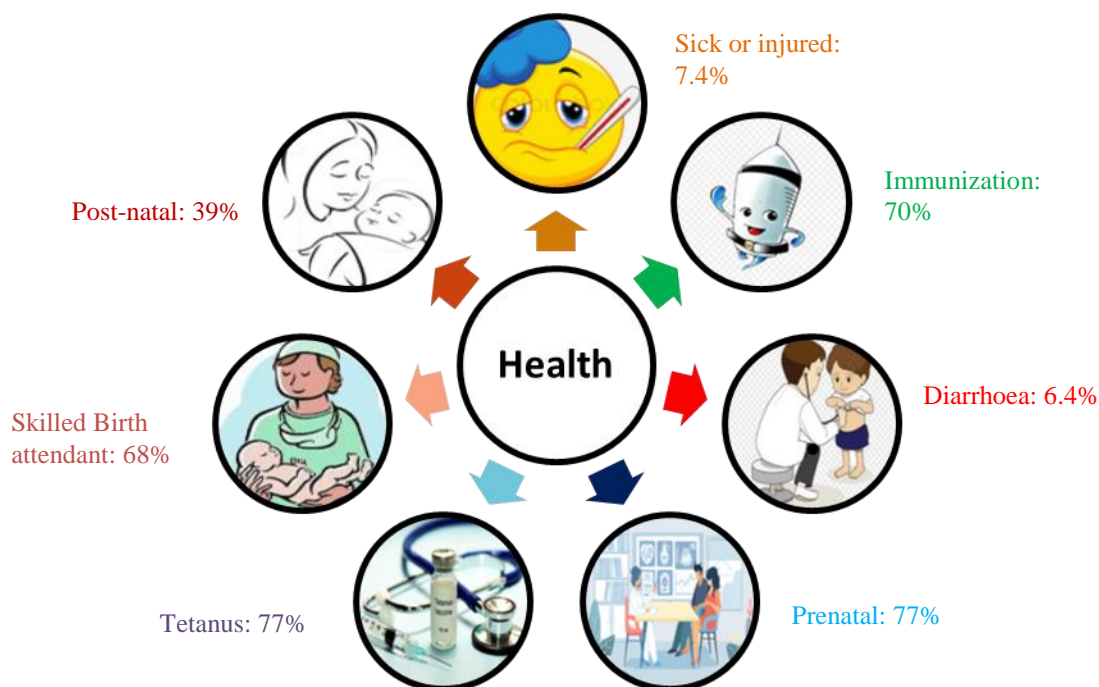 Sick or injured:
7.4%
Immunization:
70%
Post-natal: 39%
Health
Diarrhoea: 6.4%
Skilled Birth
attendant: 68%
Tetanus: 77%
Prenatal: 77%